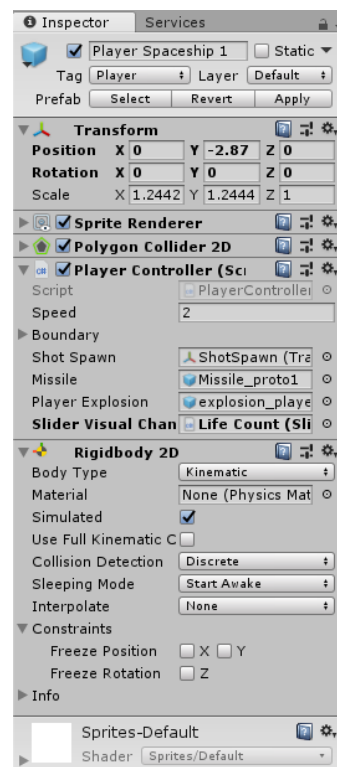 Inspector Services
Player Spaceship 1 Static
Tag Player Layer Default
Prefab Select Revert Apply
Transform
Position X 0 Y -2.87 Z 0
Rotation X 0 Y 0 Z 0
Scale X 1.2442 Y 1.2444 Z 1
Sprite Renderer
Polygon Collider 2D
Player Controller (Scr
Script PlayerController
Speed 2
Boundary
Shot Spawn ShotSpawn (Tra
Missile Missile_proto1
Player Explosion explosion_playe
Slider Visual Chan Life Count (Sli
Rigidbody 2D
Body Type Kinematic
Material None (Physics Mat
Simulated
Use Full Kinematic C
Collision Detection Discrete
Sleeping Mode Start Awake
Interpolate None
Constraints
Freeze Position X Y
Freeze Rotation Z
Info
Sprites-Default
Shader Sprites/Default